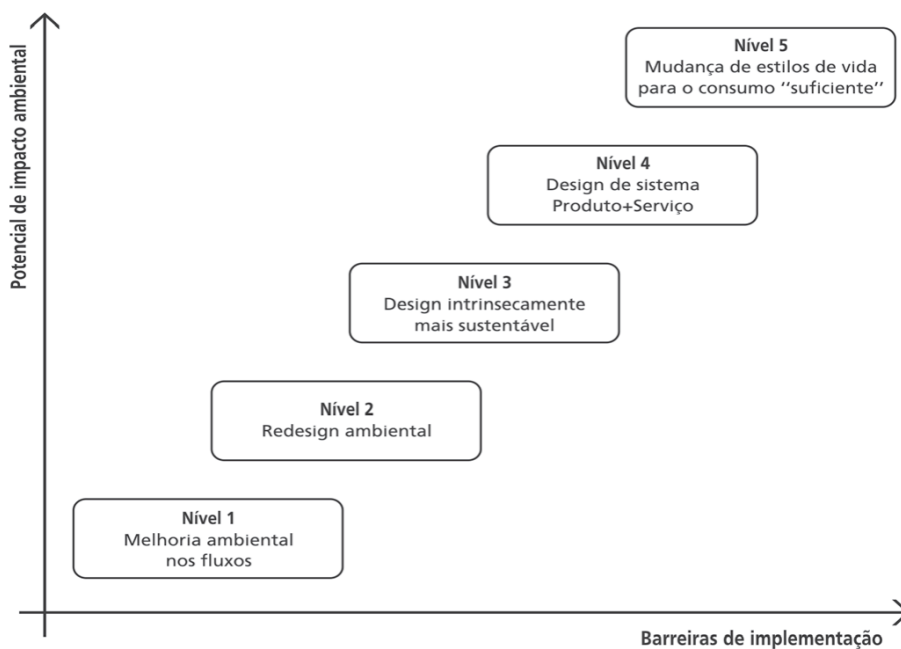 Potencial de impacto ambiental
Nível 5
Mudança de estilos de vida
para o consumo “suficiente”
Nível 4
Design de sistema
Produto+Serviço
Nível 3
Design intrinsecamente
mais sustentável
Nível 2
Redesign ambiental
Nível 1
Melhoria ambiental
nos fluxos
Barreiras de implementação